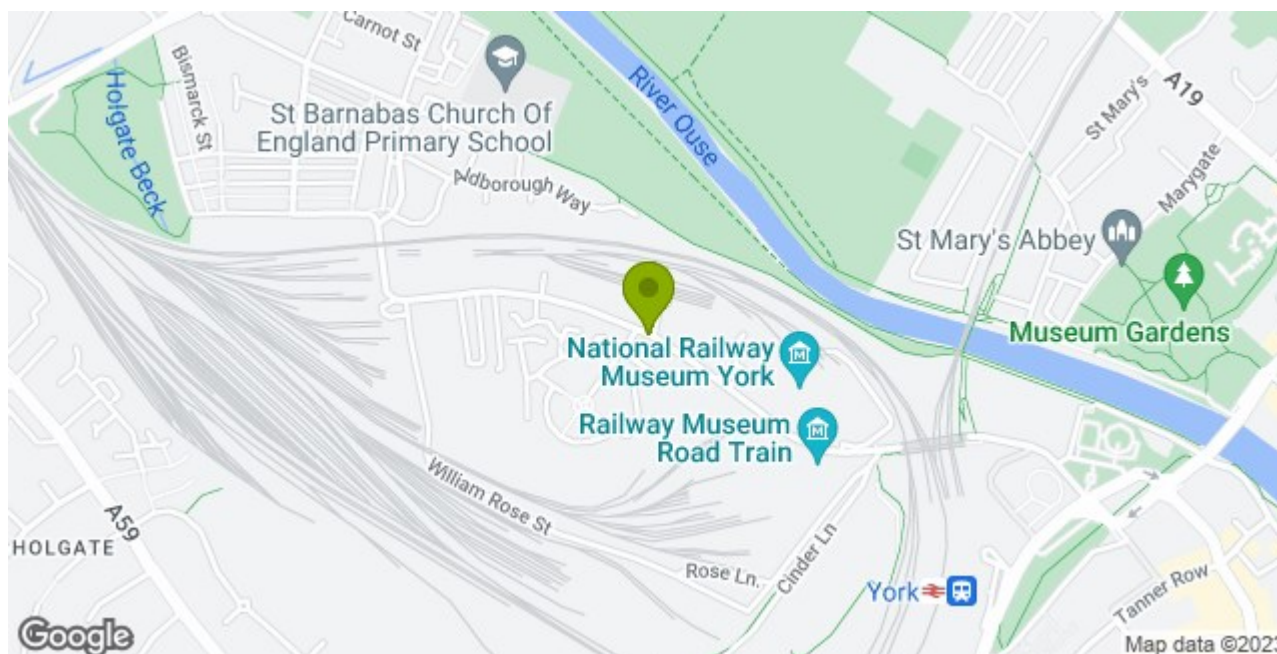 Carnot St
Bismarck St
Holgate Beck
St Barnabas Church Of
England Primary School
Aldborough Way
River Ouse
A19
St Mary's
Marygate
St Mary's Abbey
Museum Gardens
National Railway
Museum York
Railway Museum
Road Train
William Rose St
A59
HOLGATE
Rose Ln.
Cinder Ln
York
Tanner Row
Google
Map data ©2023